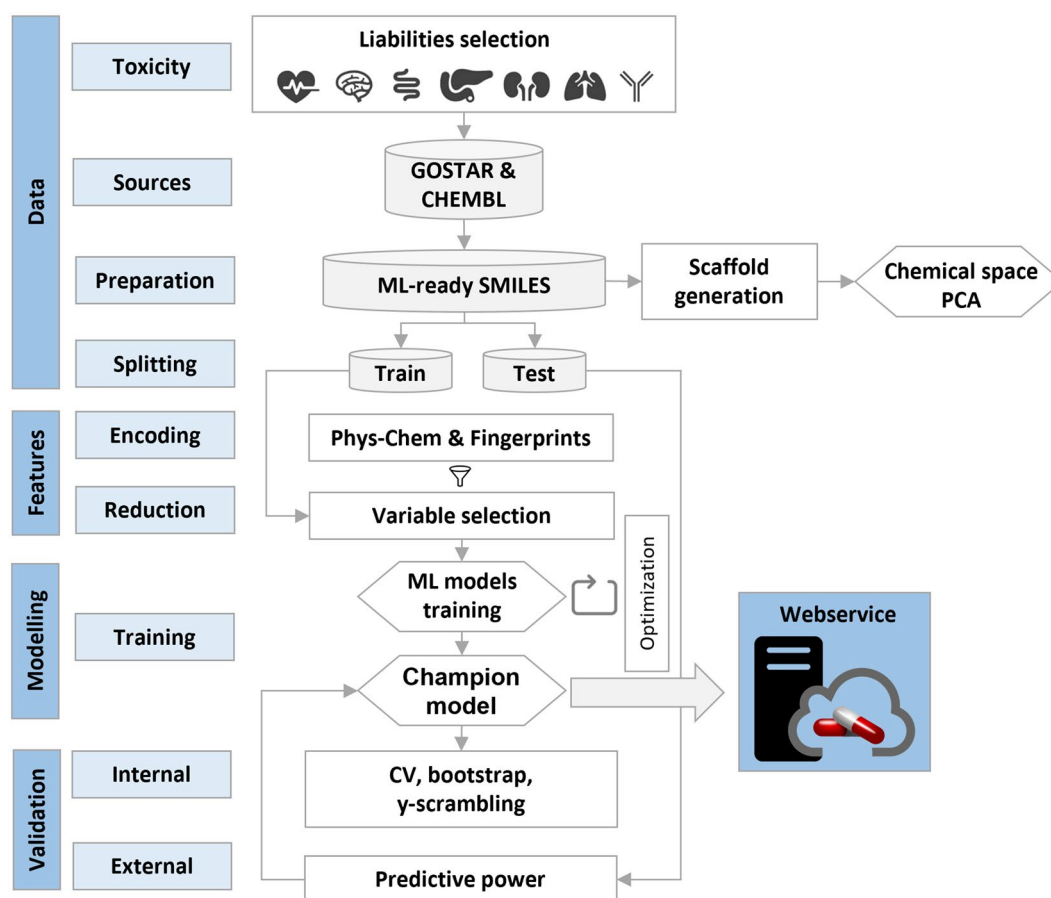 Data
Toxicity
Sources
Preparation
Splitting
Features
Encoding
Reduction
Modelling
Training
Validation
Internal
External
Liabilities selection
GOSTAR &
CHEMBL
ML-ready SMILES
Scaffold
generation
Chemical space
PCA
Train
Test
Phys-Chem & Fingerprints
Variable selection
ML models
training
Optimization
Champion
model
Webservice
CV, bootstrap,
y-scrambling
Predictive power